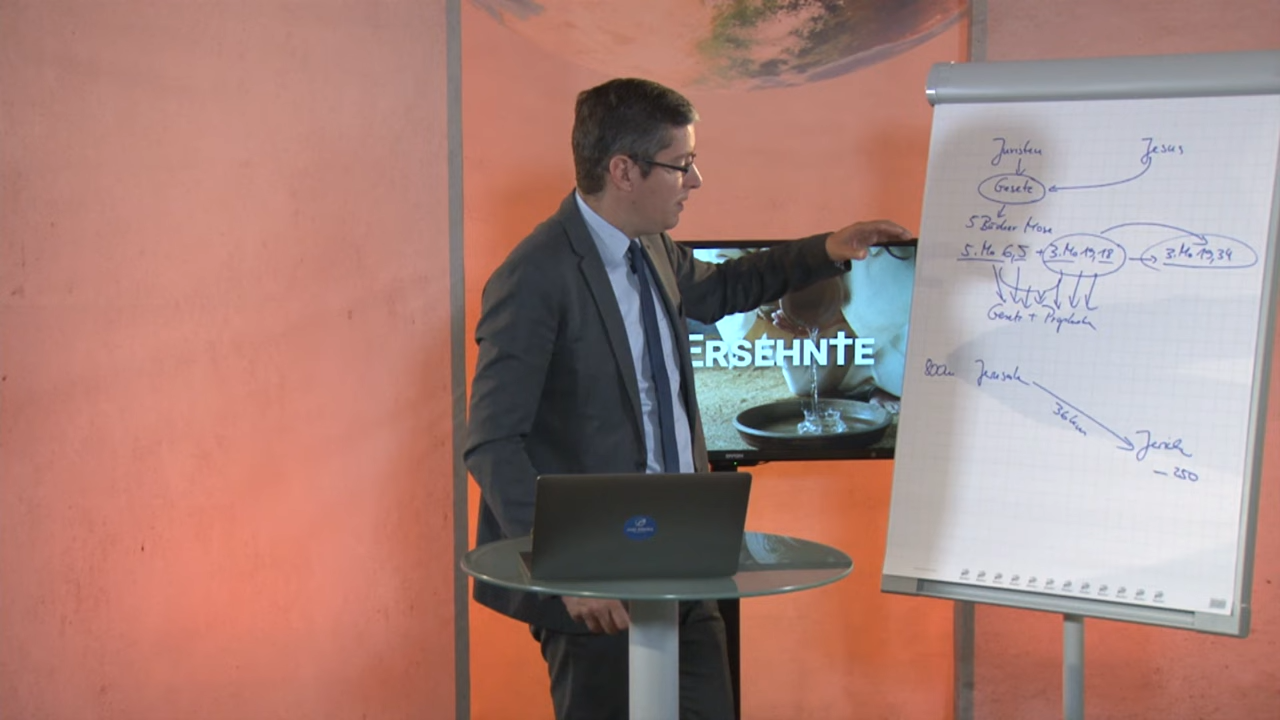 ERSEHNTE
Juristen Jesus
Gesetz
5 Bücher Mose
5. Mo 6,5 + 3. Mo 19,18 3. Mo 19,34
Gesetz + Propheten
800m Jerusalem
36km
Jericho
- 250